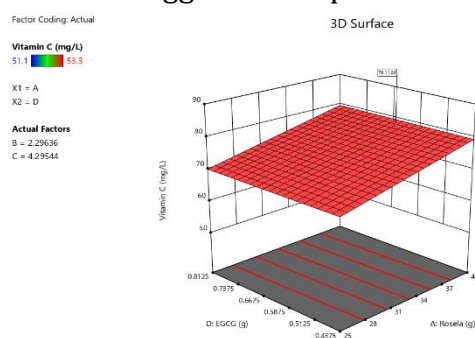 Factor Coding: Actual
3D Surface
Vitamin C (mg/L)
51.1 53.3
X1 = A
X2 = D
Actual Factors
B = 2.29636
C = 4.29544
90
80
70
60
50
Vitamin C (mg/L)
0.8125
0.7375
0.6625
0.5875
0.5125
0.4375
D: EGCG (g)
25
28
31
34
37
A: Rosela (g)